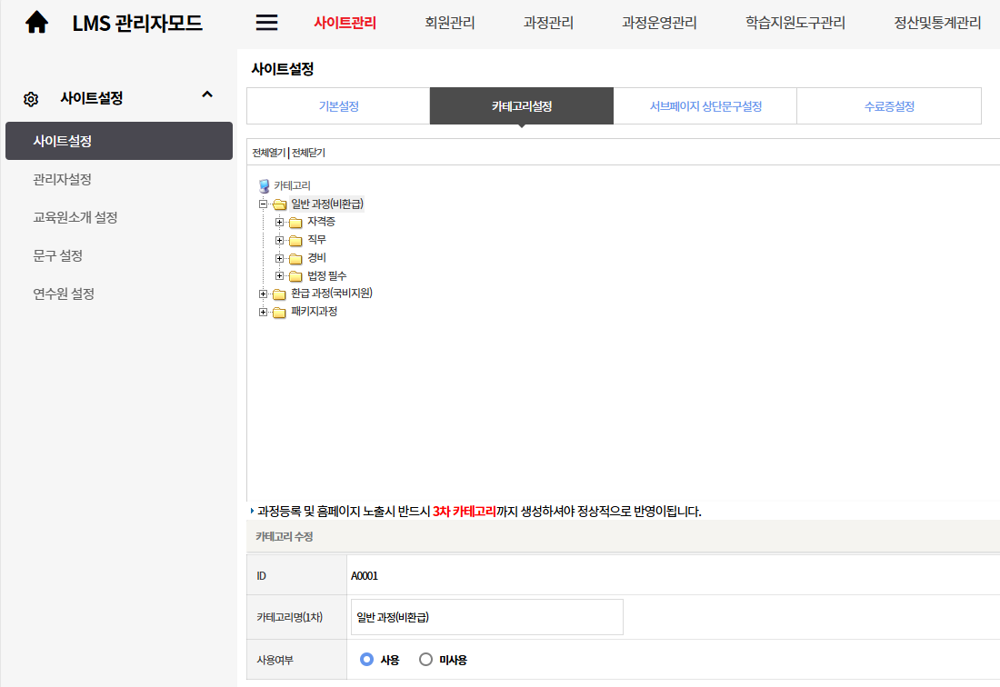 LMS 관리자모드
사이트관리 회원관리 과정관리 과정운영관리 학습지원도구관리 정산및통계관리
사이트설정
사이트설정
관리자설정
교육원소개 설정
문구 설정
연수원 설정
사이트설정
기본설정 카테고리설정 서브페이지 상단문구설정 수료증설정
전체열기 | 전체닫기
카테고리
일반 과정(비환급)
자격증
직무
경비
법정 필수
환급 과정(국비지원)
패키지과정
과정등록 및 홈페이지 노출시 반드시 3차 카테고리까지 생성하셔야 정상적으로 반영이됩니다.
카테고리 수정
ID A0001
카테고리명(1차) 일반 과정(비환급)
사용여부 사용 미사용